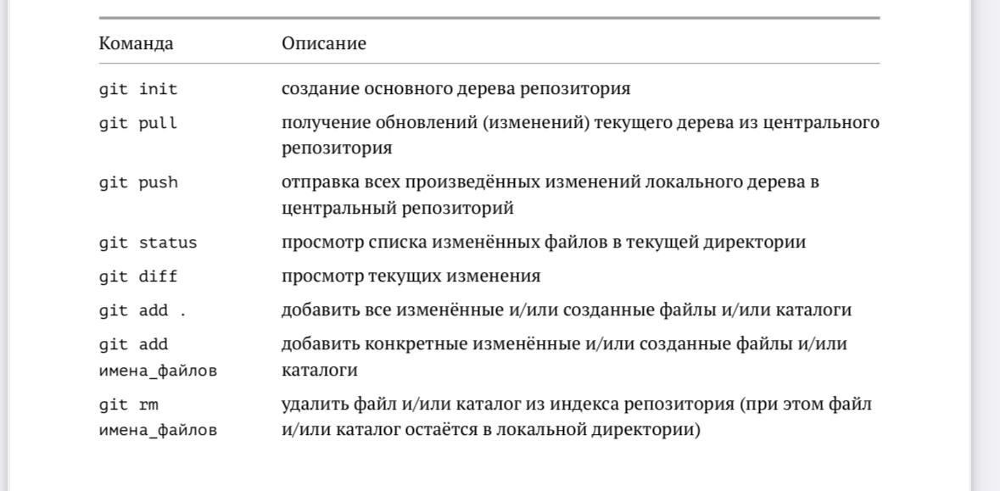 Команда Описание
git init создание основного дерева репозитория
git pull получение обновлений (изменений) текущего дерева из центрального
репозитория
git push отправка всех произведённых изменений локального дерева в
центральный репозиторий
git status просмотр списка изменённых файлов в текущей директории
git diff просмотр текущих изменения
git add . добавить все изменённые и/или созданные файлы и/или каталоги
git add добавить конкретные изменённые и/или созданные файлы и/или
имена_файлов каталоги
git rm удалить файл и/или каталог из индекса репозитория (при этом файл
имена_файлов и/или каталог остаётся в локальной директории)